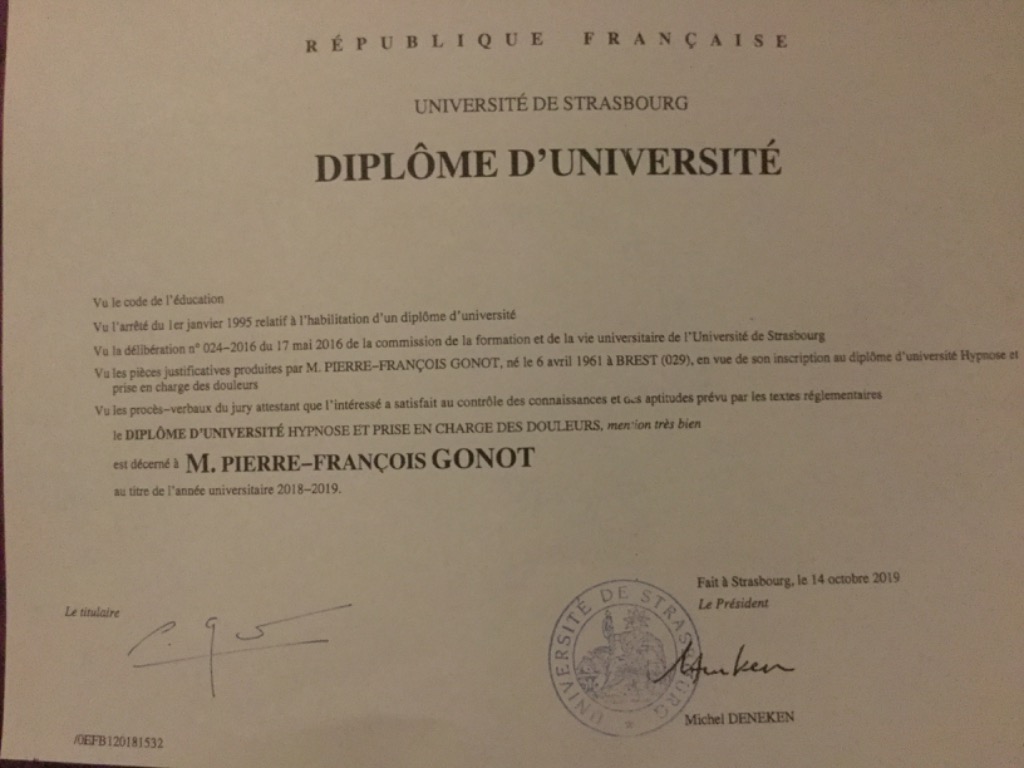 RÉPUBLIQUE FRANÇAISE
UNIVERSITÉ DE STRASBOURG
DIPLÔME D'UNIVERSITÉ
Vu le code de l'éducation
Vu l'arrêté du 1er janvier 1995 relatif à l'habilitation d'un diplôme d'université
Vu la délibération n° 024–2016 du 17 mai 2016 de la commission de la formation et de la vie universitaire de l'Université de Strasbourg
Vu les pièces justificatives produites par M. PIERRE–FRANÇOIS GONOT, né le 6 avril 1961 à BREST (029), en vue de son inscription au diplôme d'université Hypnose et
prise en charge des douleurs
Vu les procès–verbaux du jury attestant que l'intéressé a satisfait au contrôle des connaissances et des aptitudes prévu par les textes réglementaires
le DIPLÔME D'UNIVERSITÉ HYPNOSE ET PRISE EN CHARGE DES DOULEURS, mention très bien
est décerné à M. PIERRE–FRANÇOIS GONOT
au titre de l'année universitaire 2018–2019.
Fait à Strasbourg, le 14 octobre 2019
Le Président
Le titulaire
UNIVERSITÉ DE STRASBOURG
Michel DENEKEN
/0EFB120181532